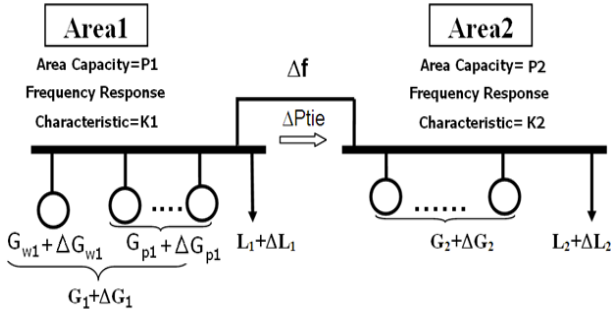 Area1
Area Capacity=P1
Frequency Response
Characteristic=K1
Area2
Area Capacity= P2
Frequency Response
Characteristic= K2
Δf
ΔPtie
....
......
Gw1+ΔGw1
Gp1+ΔGp1
L1+ΔL1
G2+ΔG2
L2+ΔL2
G1+ΔG1